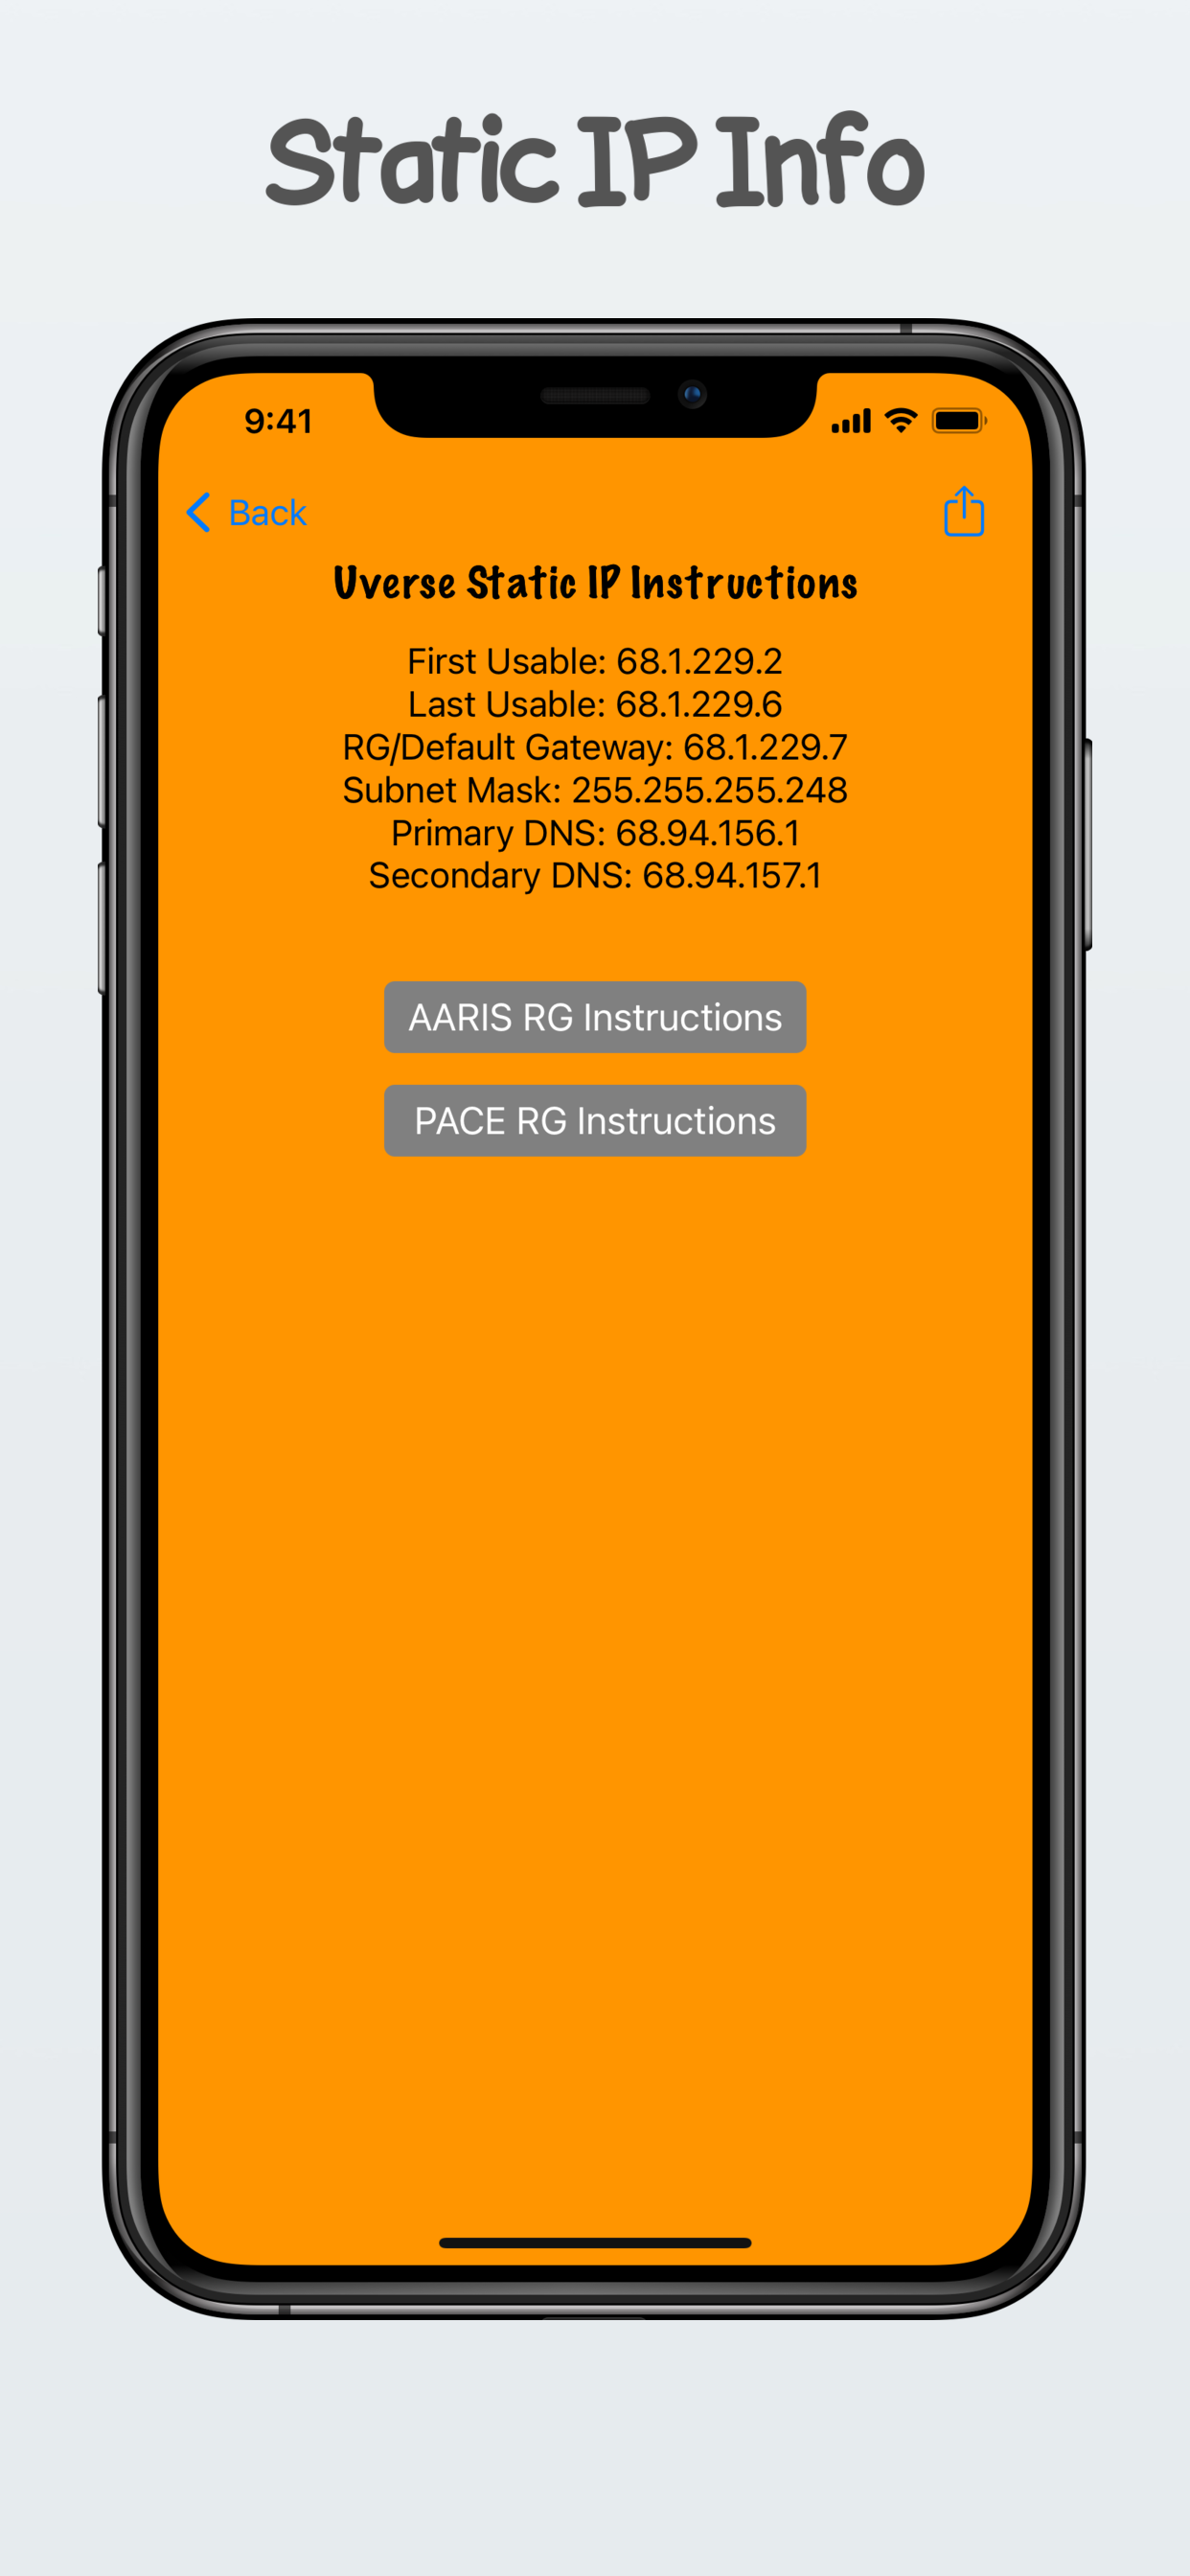 Static IP Info
9:41
Back
Uverse Static IP Instructions
First Usable: 68.1.229.2
Last Usable: 68.1.229.6
RG/Default Gateway: 68.1.229.7
Subnet Mask: 255.255.255.248
Primary DNS: 68.94.156.1
Secondary DNS: 68.94.157.1
AARIS RG Instructions
PACE RG Instructions